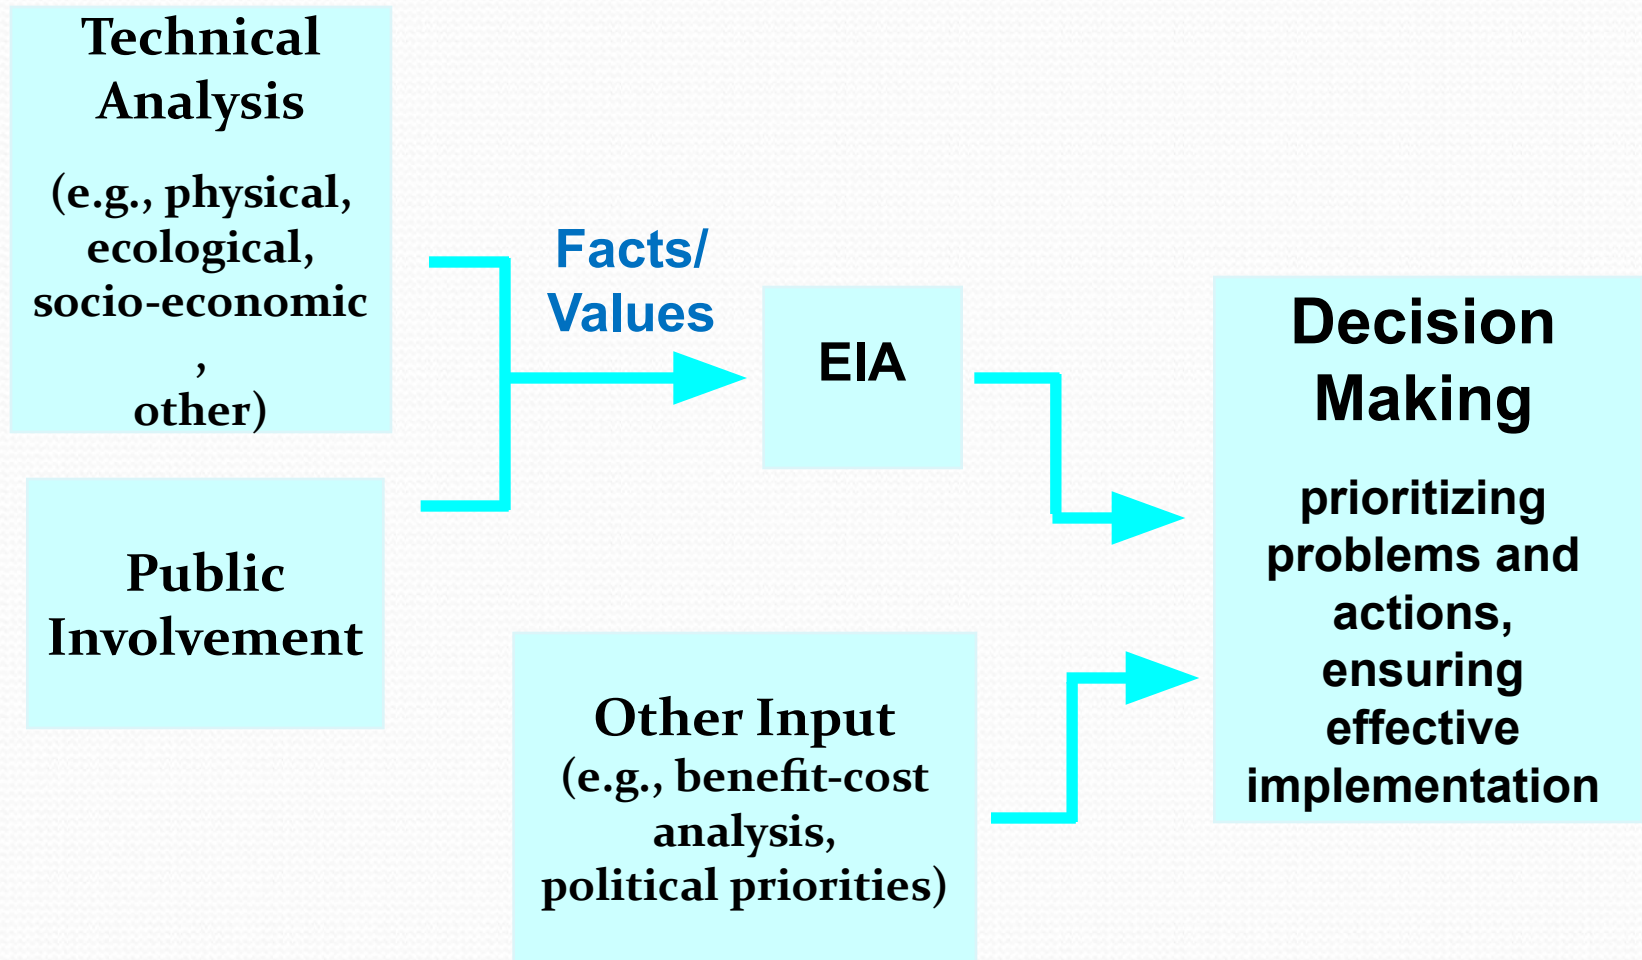 Technical
Analysis
(e.g., physical,
ecological,
socio-economic
,
other)
Public
Involvement
Facts/
Values
EIA
Other Input
(e.g., benefit-cost
analysis,
political priorities)
Decision
Making
prioritizing
problems and
actions,
ensuring
effective
implementation